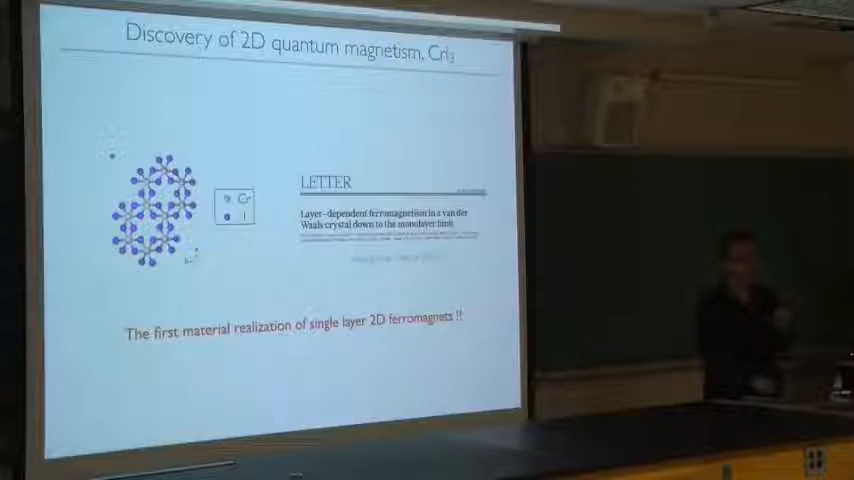 Discovery of 2D quantum magnetism, CrI3
Cr
I
LETTER
Layer-dependent ferromagnetism in a van der
Waals crystal down to the monolayer limit
The first material realization of single layer 2D ferromagnets !!